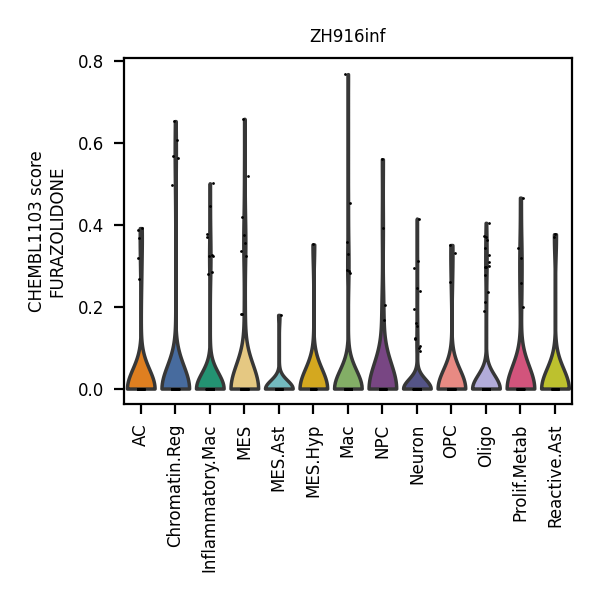 ZH916inf
CHEMBL1103 score
FURAZOLIDONE
0.8
0.6
0.4
0.2
0.0
AC
Chromatin.Reg
Inflammatory.Mac
MES
MES.Ast
MES.Hyp
Mac
NPC
Neuron
OPC
Oligo
Prolif.Metab
Reactive.Ast